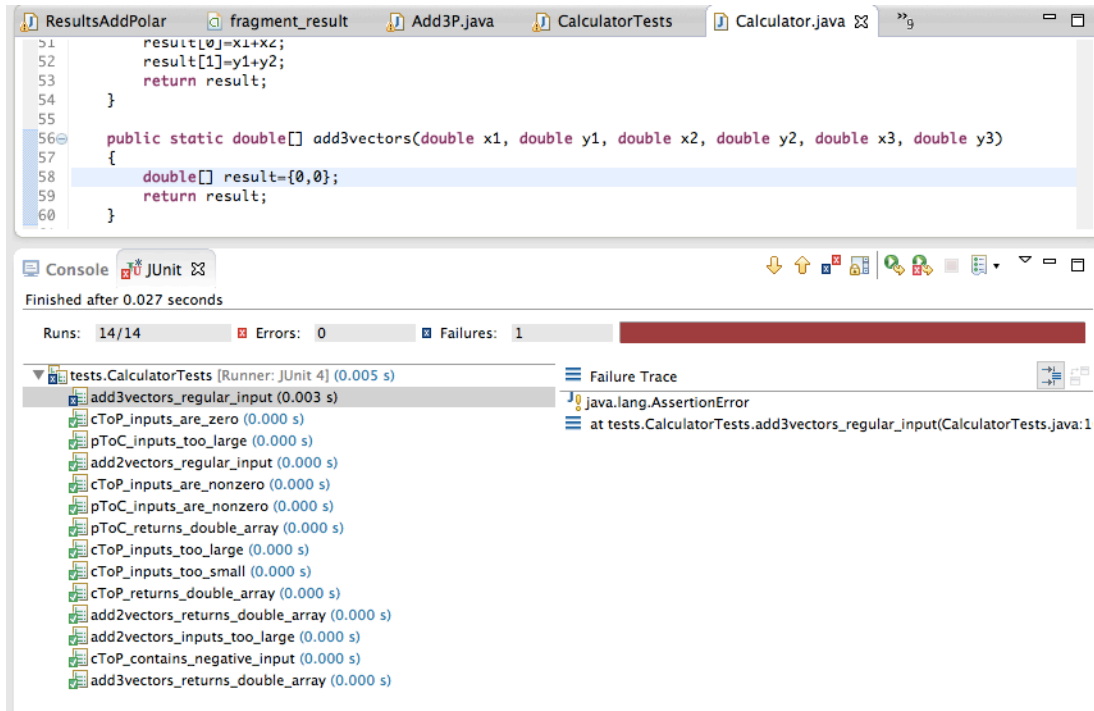 ResultsAddPolar fragment_result Add3P.java CalculatorTests Calculator.java »9
51 result[0]=x1+x2;
52 result[1]=y1+y2;
53 return result;
54 }
55
56 public static double[] add3vectors(double x1, double y1, double x2, double y2, double x3, double y3)
57 {
58 double[] result={0,0};
59 return result;
60 }
Console JUnit
Finished after 0.027 seconds
Runs: 14/14 Errors: 0 Failures: 1
tests.CalculatorTests [Runner: JUnit 4] (0.005 s)
add3vectors_regular_input (0.003 s)
cToP_inputs_are_zero (0.000 s)
pToC_inputs_too_large (0.000 s)
add2vectors_regular_input (0.000 s)
cToP_inputs_are_nonzero (0.000 s)
pToC_inputs_are_nonzero (0.000 s)
pToC_returns_double_array (0.000 s)
cToP_inputs_too_large (0.000 s)
cToP_inputs_too_small (0.000 s)
cToP_returns_double_array (0.000 s)
add2vectors_returns_double_array (0.000 s)
add2vectors_inputs_too_large (0.000 s)
cToP_contains_negative_input (0.000 s)
add3vectors_returns_double_array (0.000 s)
Failure Trace
java.lang.AssertionError
at tests.CalculatorTests.add3vectors_regular_input(CalculatorTests.java:1